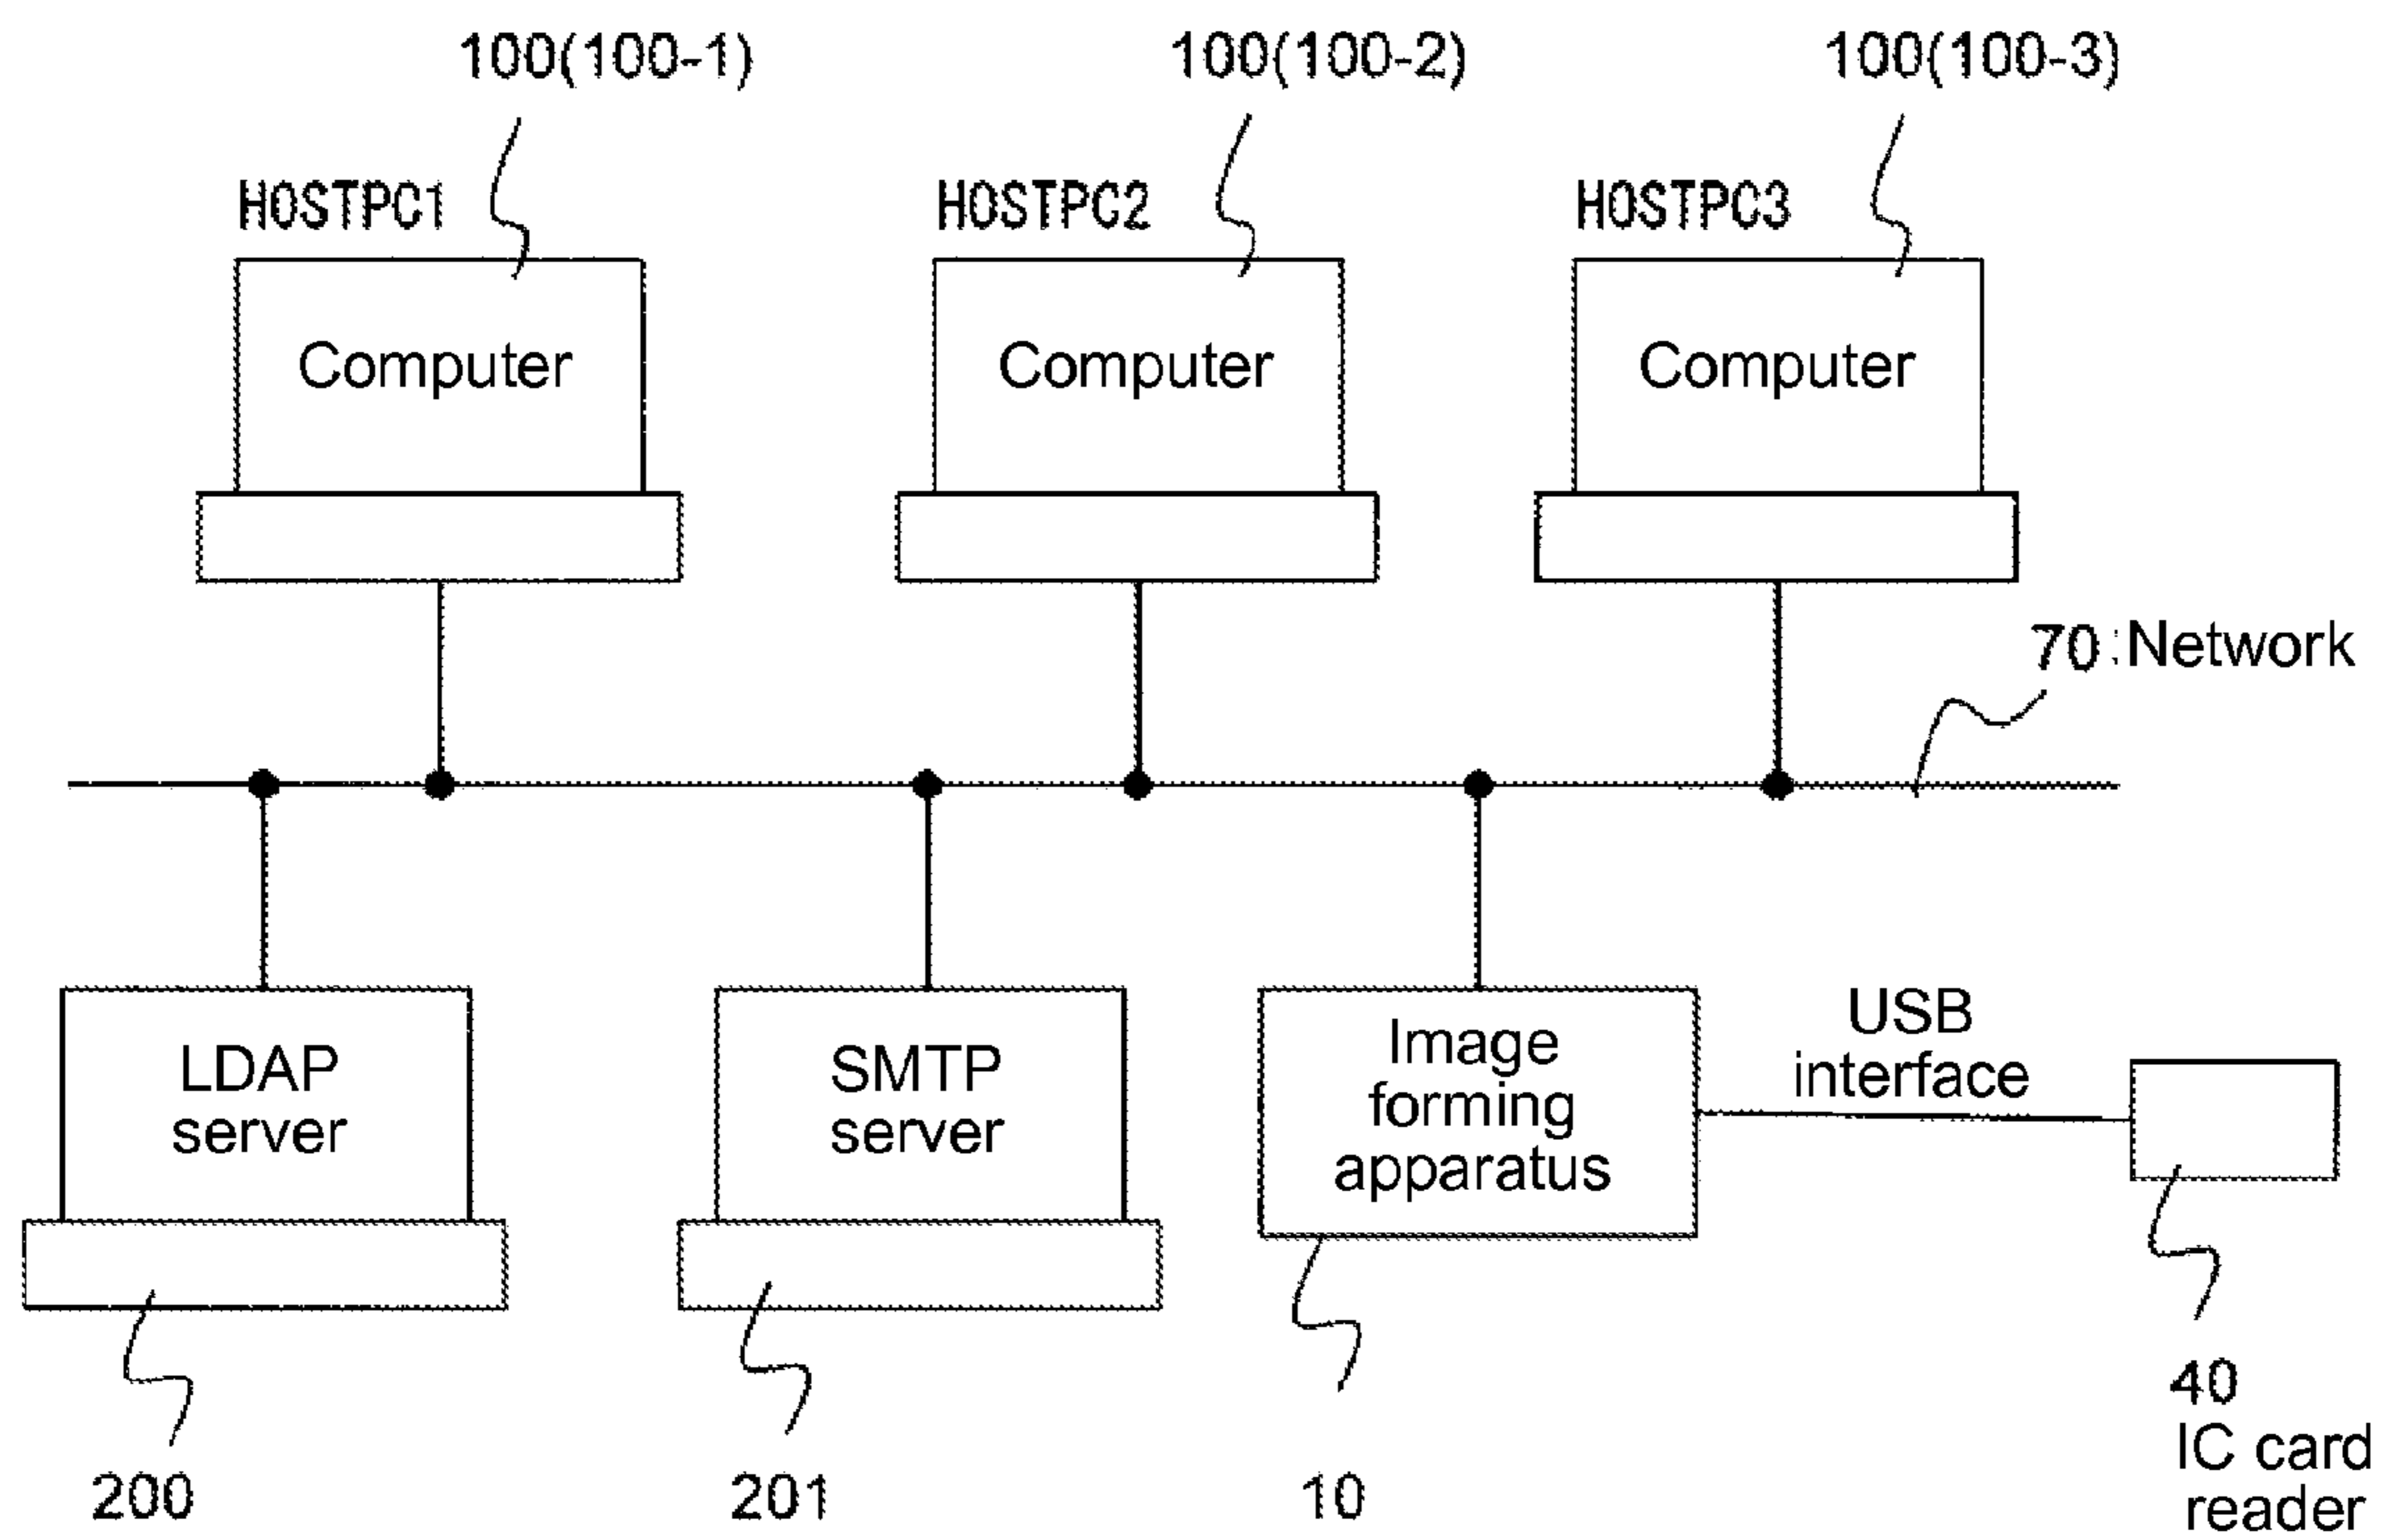 100(100-1)
100(100-2)
100(100-3)
HOSTPC1
HOSTPC2
HOSTPC3
Computer
Computer
Computer
70:Network
LDAP
server
SMTP
server
Image
forming
apparatus
USB
interface
200
201
10
40
IC card
reader